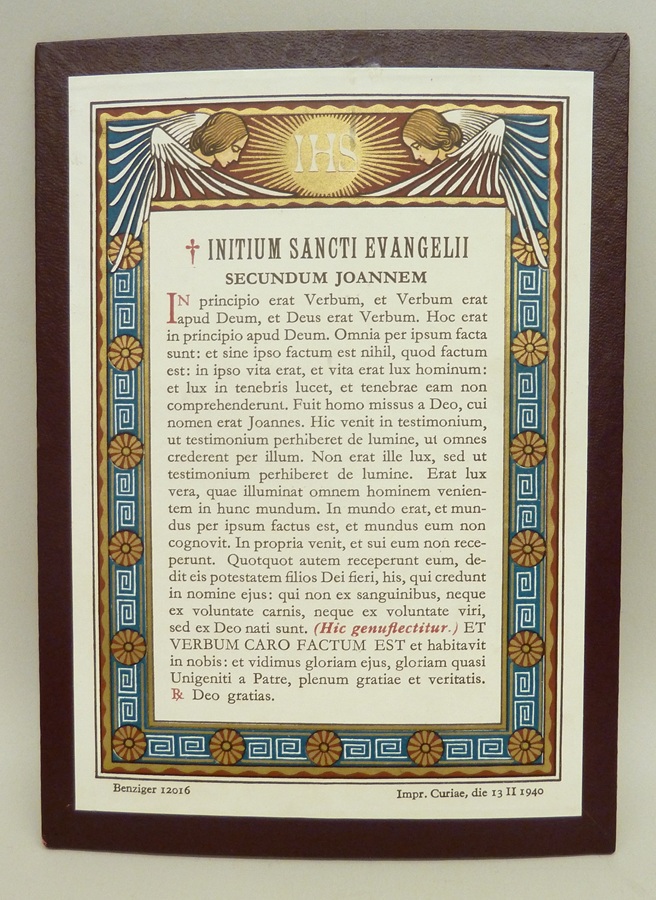 IHS
† INITIUM SANCTI EVANGELII
SECUNDUM JOANNEM
IN principio erat Verbum, et Verbum erat
apud Deum, et Deus erat Verbum. Hoc erat
in principio apud Deum. Omnia per ipsum facta
sunt: et sine ipso factum est nihil, quod factum
est: in ipso vita erat, et vita erat lux hominum:
et lux in tenebris lucet, et tenebrae eam non
comprehenderunt. Fuit homo missus a Deo, cui
nomen erat Joannes. Hic venit in testimonium,
ut testimonium perhiberet de lumine, ut omnes
crederent per illum. Non erat ille lux, sed ut
testimonium perhiberet de lumine. Erat lux
vera, quae illuminat omnem hominem venien-
tem in hunc mundum. In mundo erat, et mun-
dus per ipsum factus est, et mundus eum non
cognovit. In propria venit, et sui eum non rece-
perunt. Quotquot autem receperunt eum, de-
dit eis potestatem filios Dei fieri, his, qui credunt
in nomine ejus: qui non ex sanguinibus, neque
ex voluntate carnis, neque ex voluntate viri,
sed ex Deo nati sunt. (Hic genuflectitur.) ET
VERBUM CARO FACTUM EST et habitavit
in nobis: et vidimus gloriam ejus, gloriam quasi
Unigeniti a Patre, plenum gratiae et veritatis.
℟ Deo gratias.
Benziger 12016
Impr. Curiae, die 13 II 1940